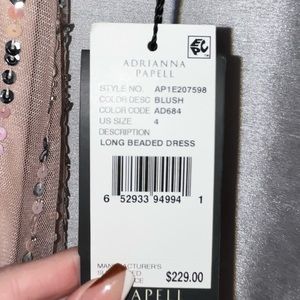 ADRIANNA
PAPELL
STYLE NO. AP1E207598
COLOR DESC BLUSH
COLOR CODE AD684
US SIZE 4
DESCRIPTION
LONG BEADED DRESS
6 52933 94994 1
MANUFACTURER'S
$229.00
PAPELL